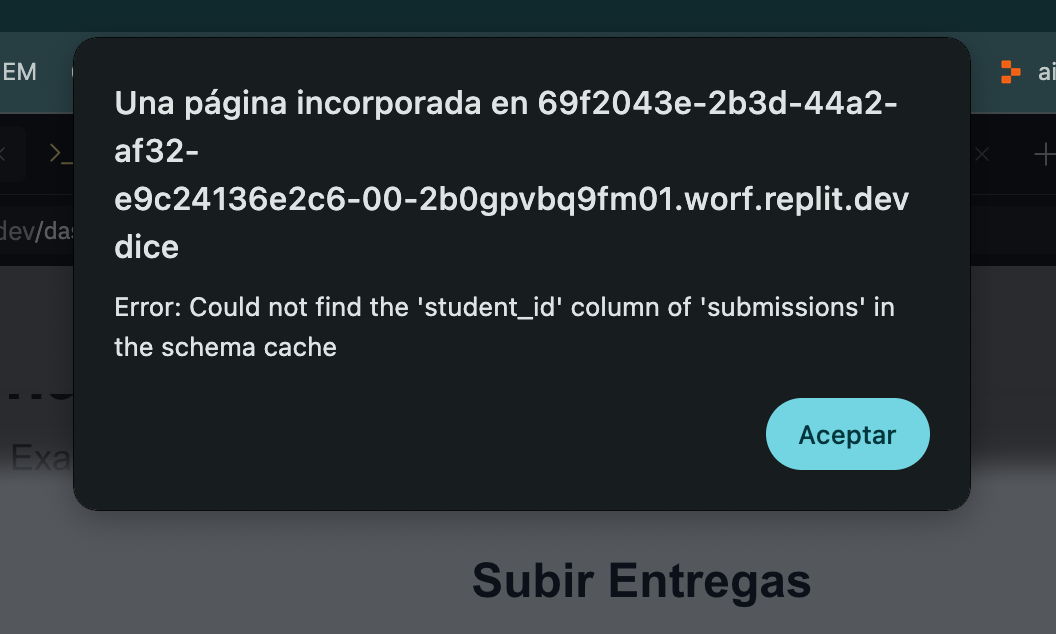 EM
ai
Una página incorporada en 69f2043e-2b3d-44a2-
af32-
e9c24136e2c6-00-2b0gpvbq9fm01.worf.replit.dev
dice
dev/das
Error: Could not find the 'student_id' column of 'submissions' in
the schema cache
Aceptar
Exa
Subir Entregas